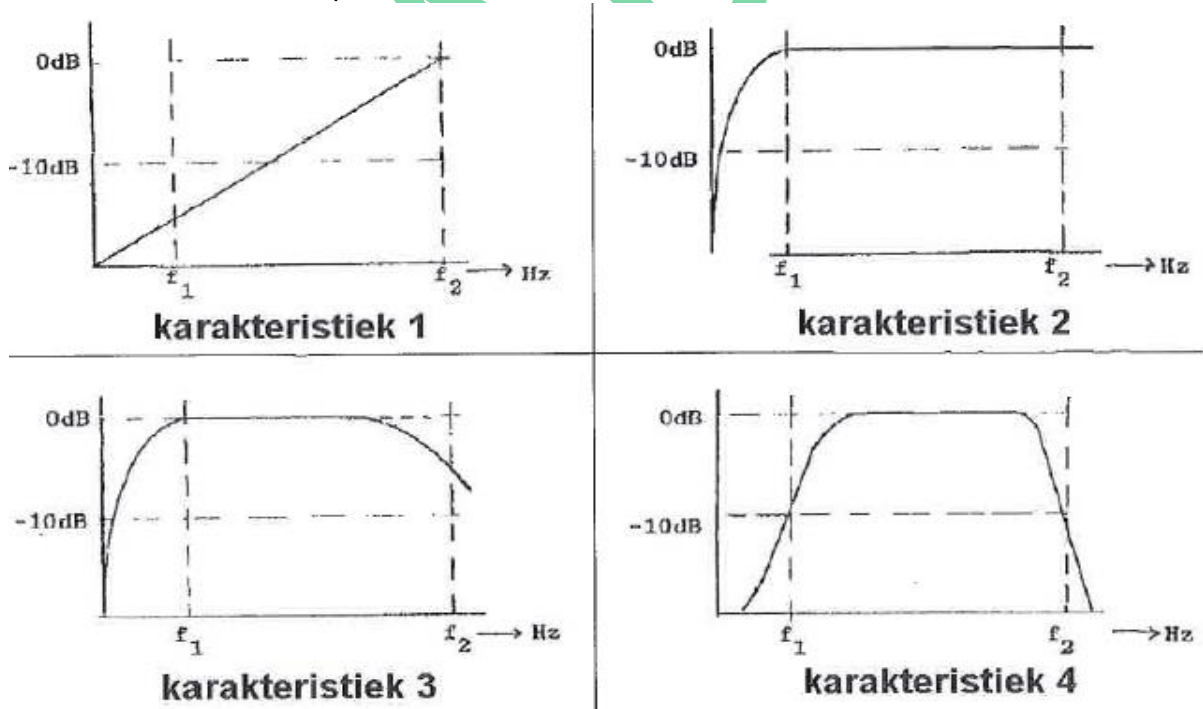 0dB
-10dB
f1
f2
Hz
karakteristiek 1
0dB
-10dB
f1
f2
Hz
karakteristiek 2
0dB
-10dB
f1
f2
Hz
karakteristiek 3
0dB
-10dB
f1
f2
Hz
karakteristiek 4